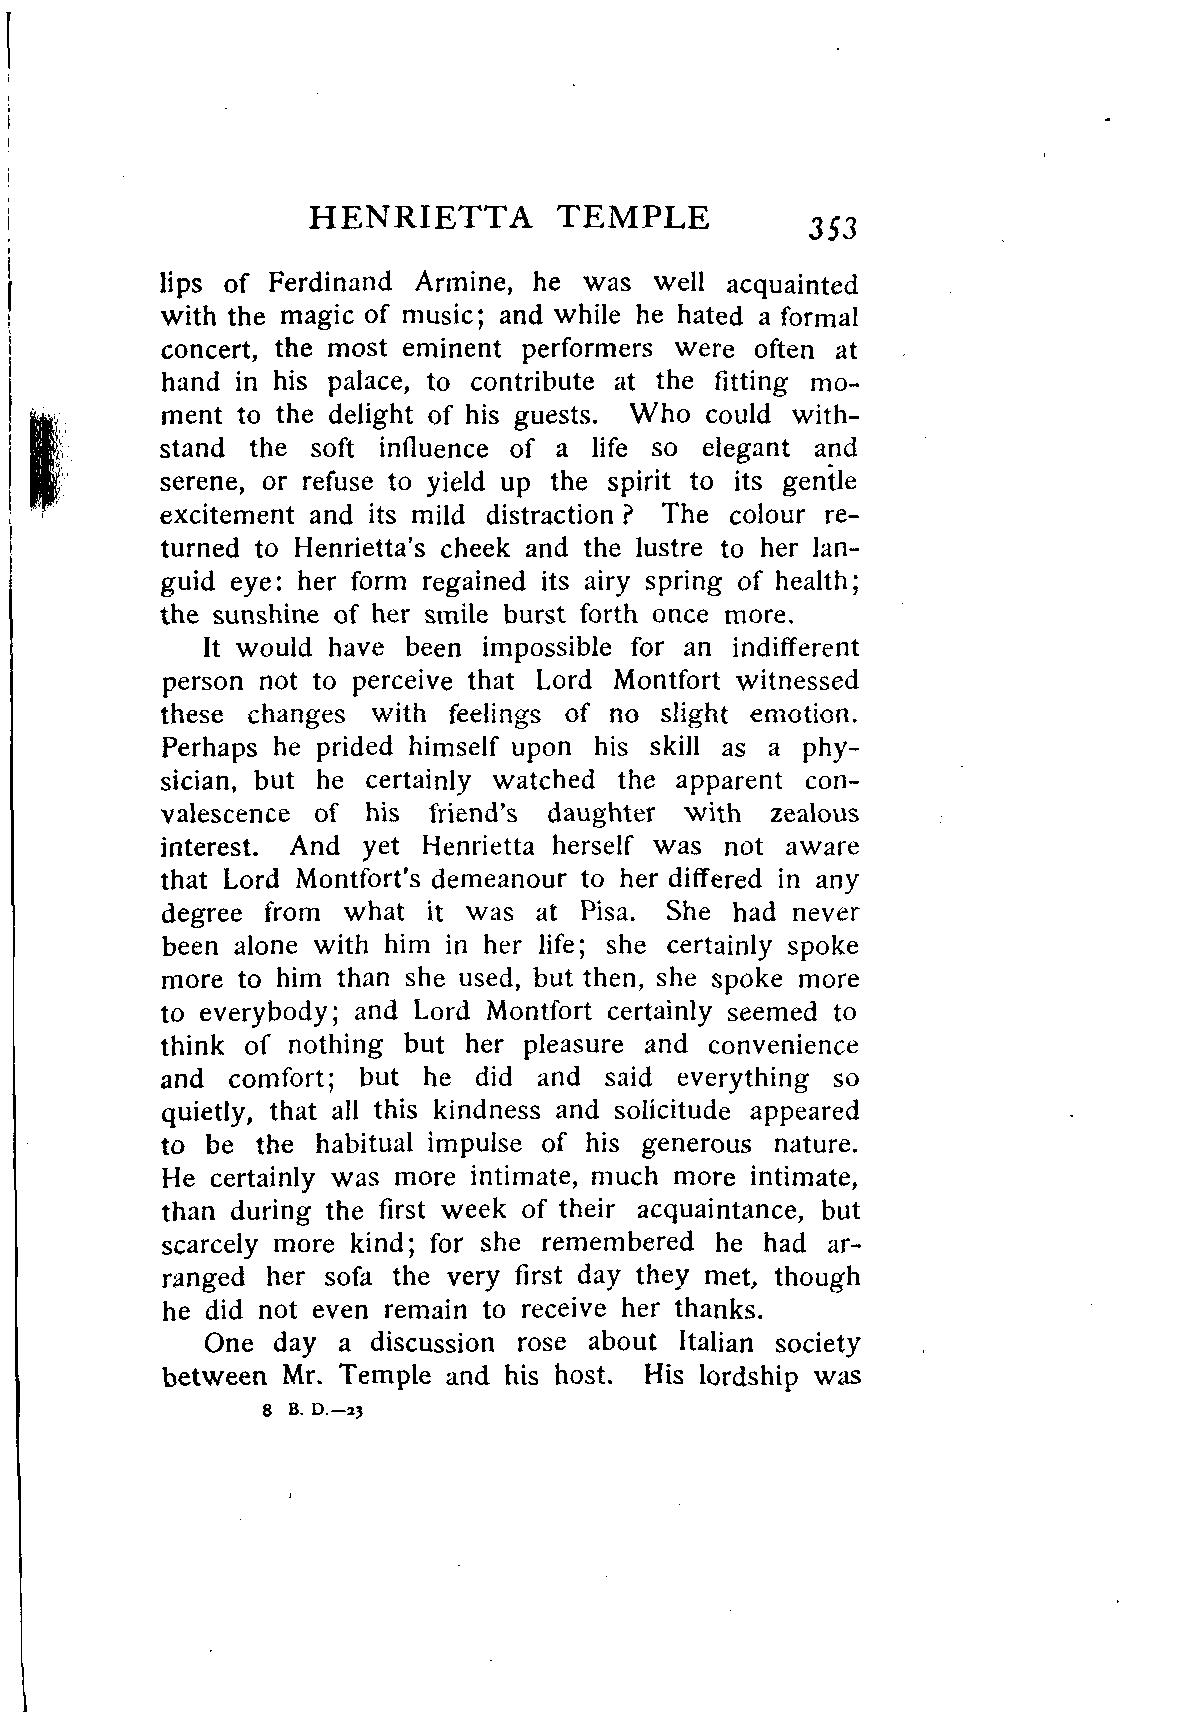 HENRIETTA TEMPLE 353
lips of Ferdinand Armine, he was well acquainted
with the magic of music; and while he hated a formal
concert, the most eminent performers were often at
hand in his palace, to contribute at the fitting mo-
ment to the delight of his guests. Who could with-
stand the soft influence of a life so elegant and
serene, or refuse to yield up the spirit to its gentle
excitement and its mild distraction? The colour re-
turned to Henrietta's cheek and the lustre to her lan-
guid eye: her form regained its airy spring of health;
the sunshine of her smile burst forth once more.
It would have been impossible for an indifferent
person not to perceive that Lord Montfort witnessed
these changes with feelings of no slight emotion.
Perhaps he prided himself upon his skill as a phy-
sician, but he certainly watched the apparent con-
valescence of his friend's daughter with zealous
interest. And yet Henrietta herself was not aware
that Lord Montfort's demeanour to her differed in any
degree from what it was at Pisa. She had never
been alone with him in her life; she certainly spoke
more to him than she used, but then, she spoke more
to everybody; and Lord Montfort certainly seemed to
think of nothing but her pleasure and convenience
and comfort; but he did and said everything so
quietly, that all this kindness and solicitude appeared
to be the habitual impulse of his generous nature.
He certainly was more intimate, much more intimate,
than during the first week of their acquaintance, but
scarcely more kind; for she remembered he had ar-
ranged her sofa the very first day they met, though
he did not even remain to receive her thanks.
One day a discussion rose about Italian society
between Mr. Temple and his host. His lordship was
8 B. D.—23